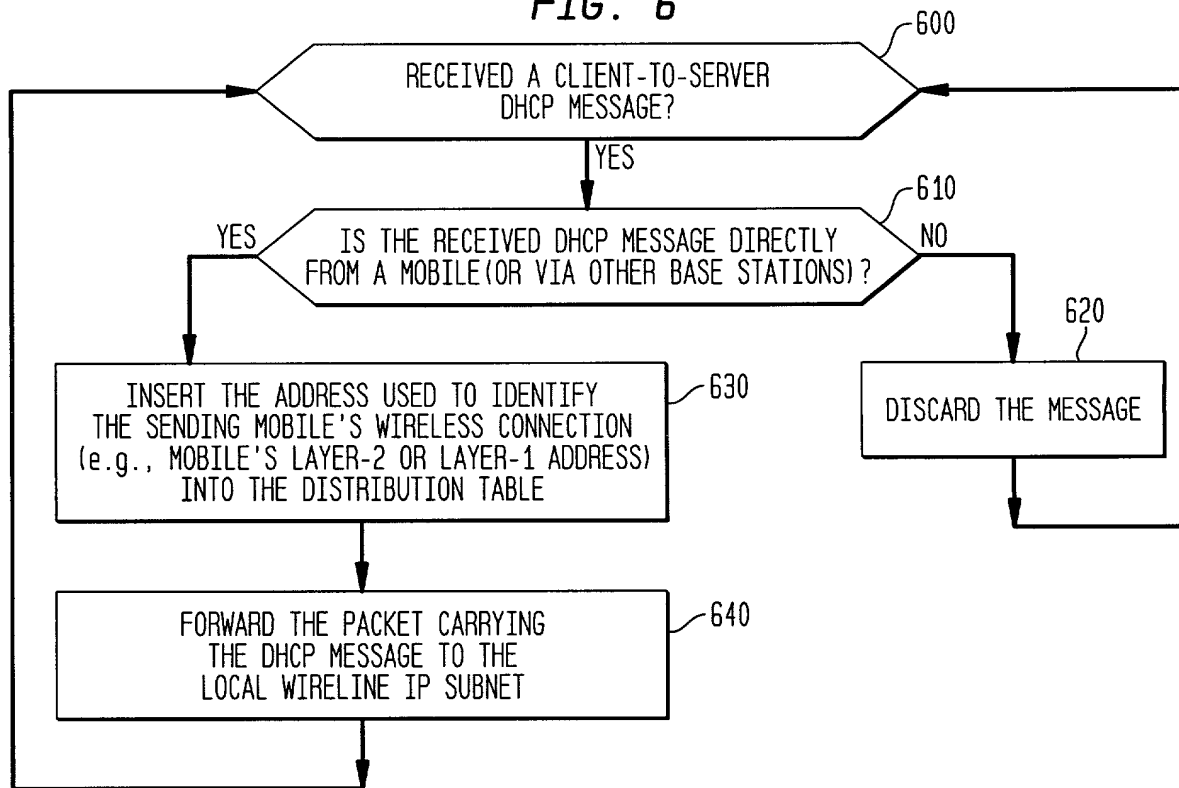 FIG. 6
600
RECEIVED A CLIENT-TO-SERVER
DHCP MESSAGE?
YES
610
YES
IS THE RECEIVED DHCP MESSAGE DIRECTLY
FROM A MOBILE(OR VIA OTHER BASE STATIONS)?
NO
620
DISCARD THE MESSAGE
630
INSERT THE ADDRESS USED TO IDENTIFY
THE SENDING MOBILE'S WIRELESS CONNECTION
(e.g., MOBILE'S LAYER-2 OR LAYER-1 ADDRESS)
INTO THE DISTRIBUTION TABLE
640
FORWARD THE PACKET CARRYING
THE DHCP MESSAGE TO THE
LOCAL WIRELINE IP SUBNET